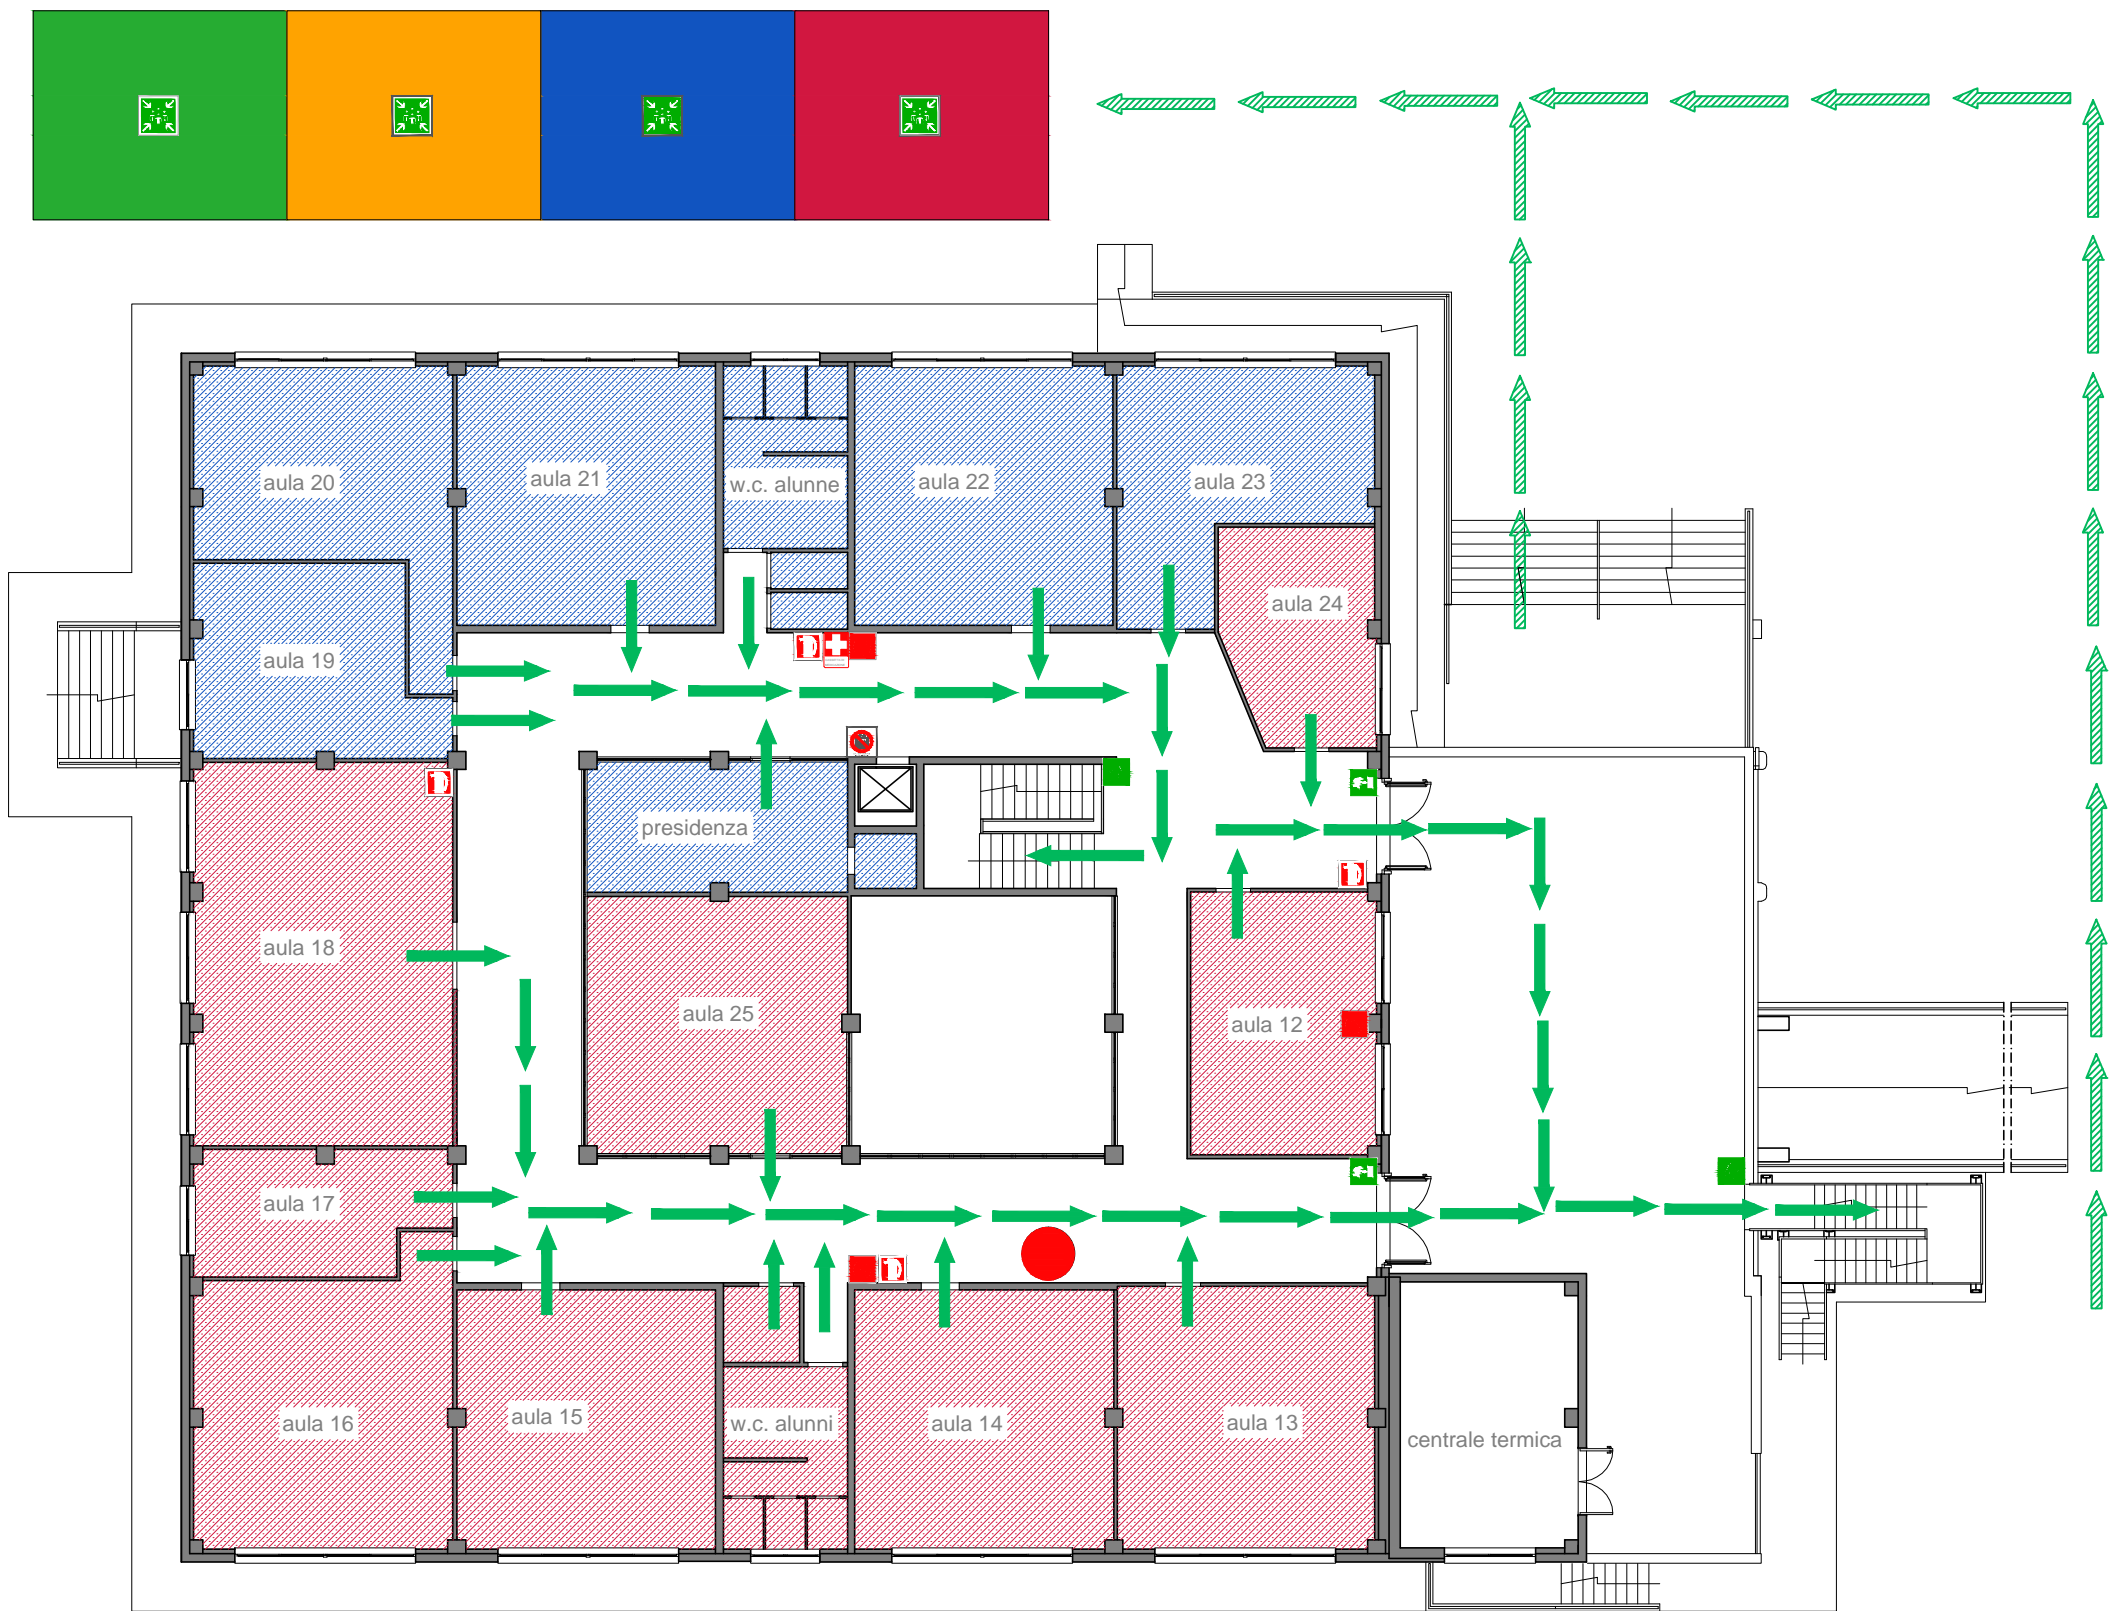 aula 20
aula 21
w.c. alunne
aula 22
aula 23
aula 24
aula 19
presidenza
aula 18
aula 25
aula 12
aula 17
aula 16
aula 15
w.c. alunni
aula 14
aula 13
centrale termica